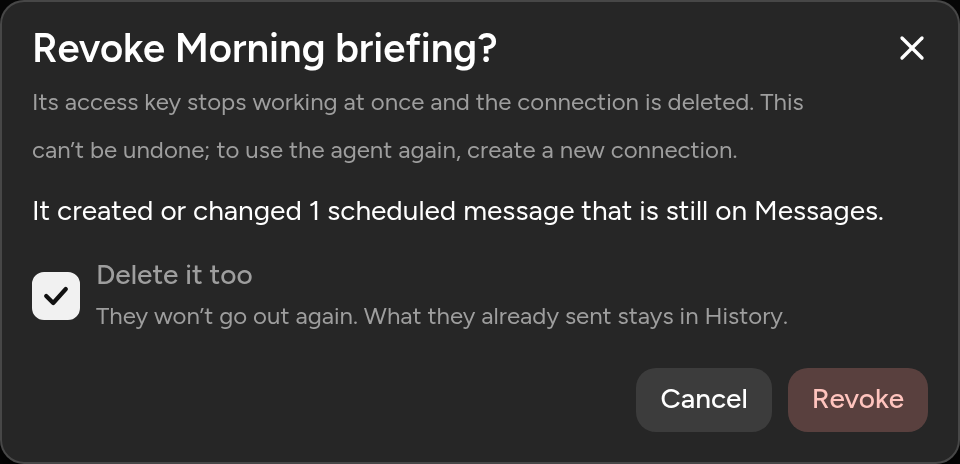 Revoke Morning briefing?
Its access key stops working at once and the connection is deleted. This
can’t be undone; to use the agent again, create a new connection.
It created or changed 1 scheduled message that is still on Messages.
Delete it too
They won’t go out again. What they already sent stays in History.
Cancel
Revoke